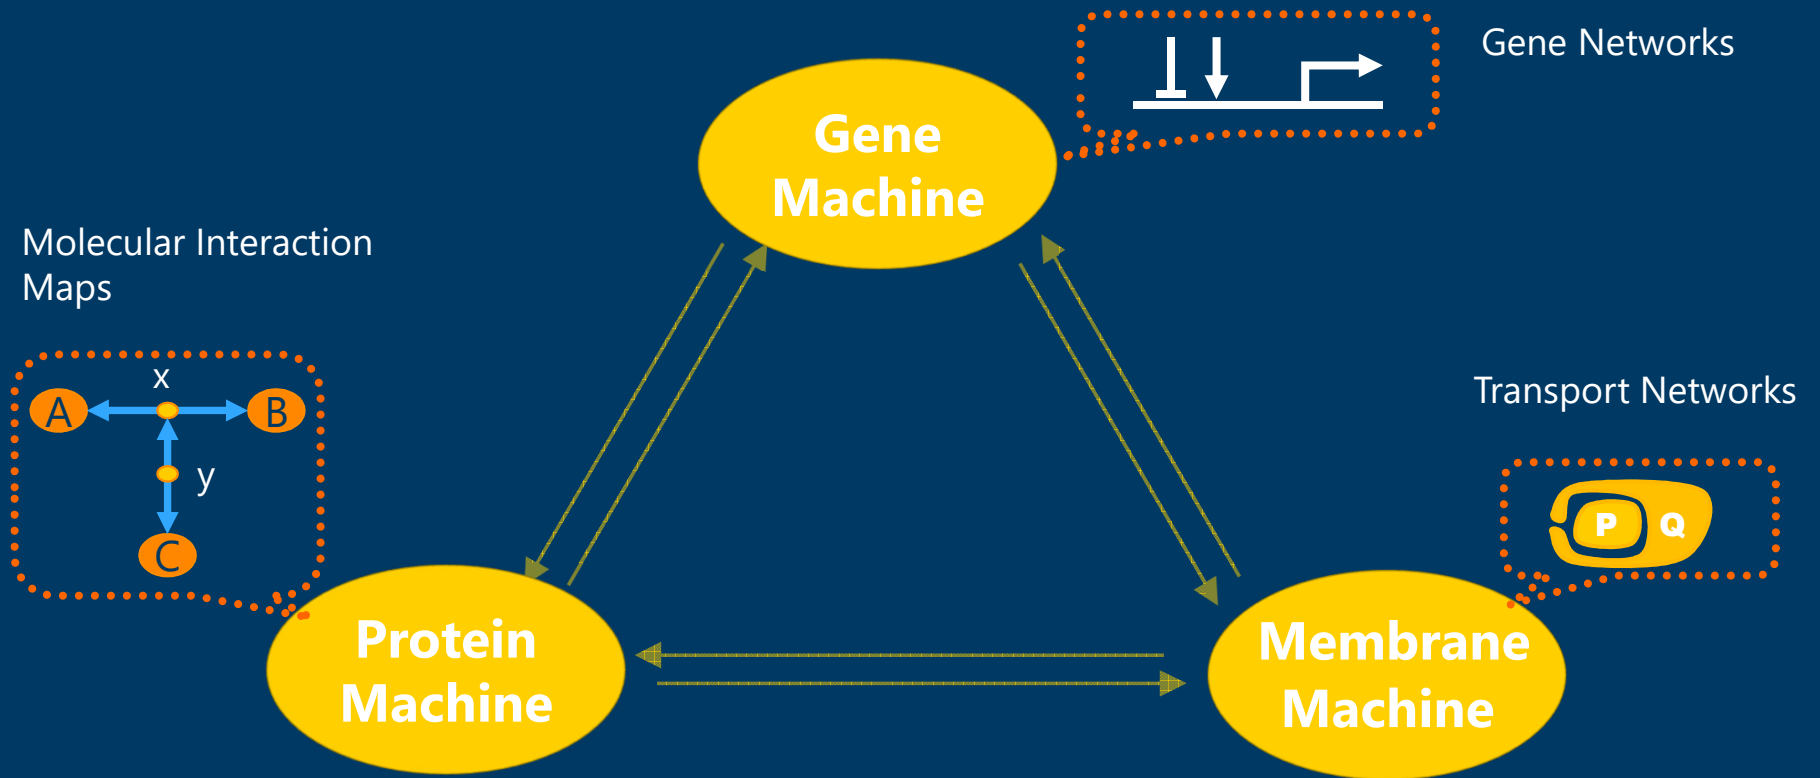 Gene Networks
Gene
Machine
Molecular Interaction
Maps
x
A
B
y
C
Transport Networks
P Q
Protein
Machine
Membrane
Machine